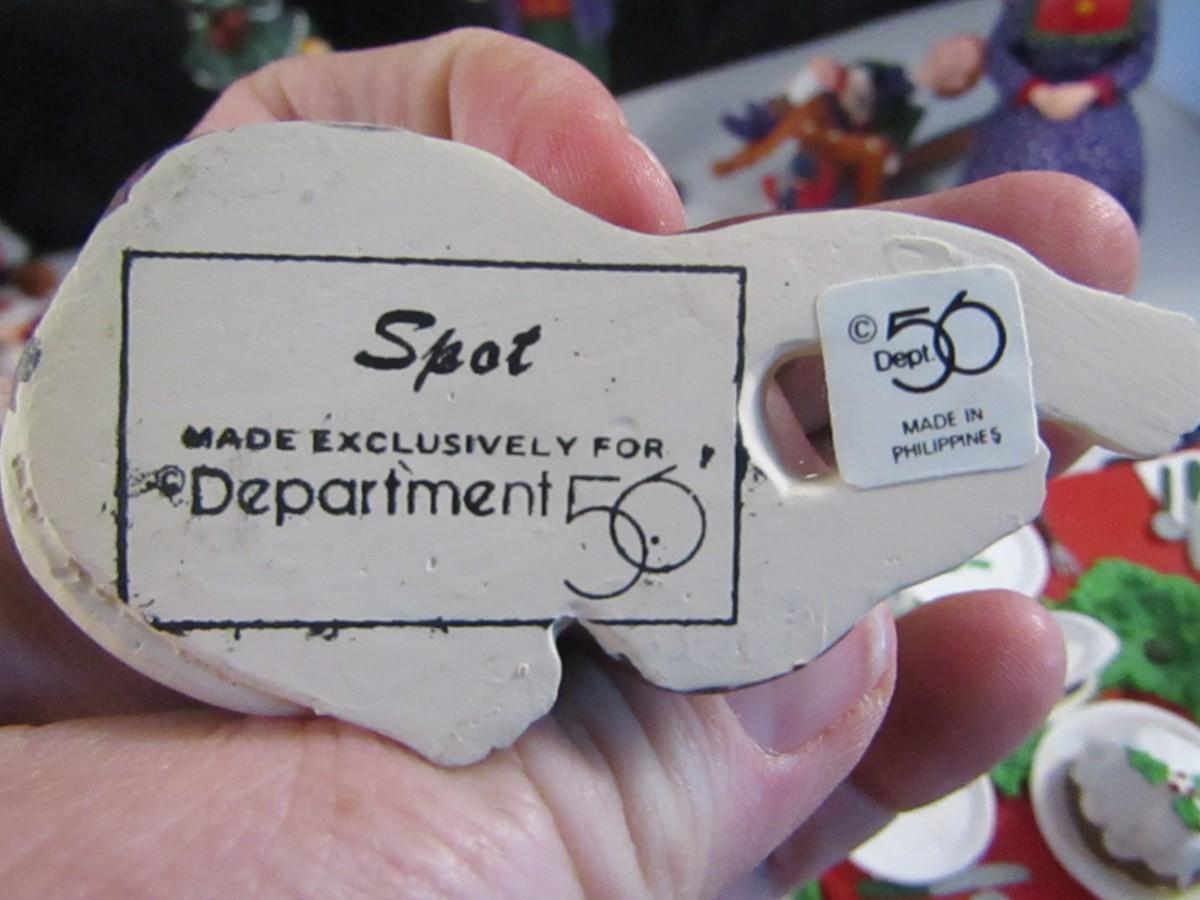 Spot
MADE EXCLUSIVELY FOR
©Department 56
© Dept. 56
MADE IN
PHILIPPINES